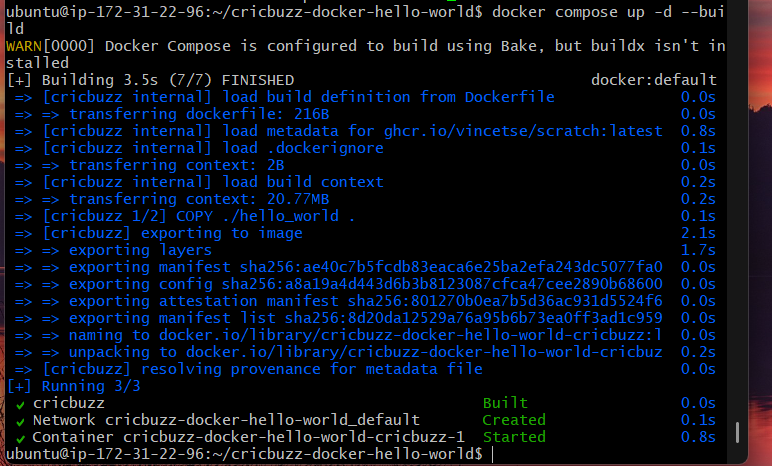 ubuntu@ip-172-31-22-96:~/cricbuzz-docker-hello-world$ docker compose up -d --bui
ld
WARN[0000] Docker Compose is configured to build using Bake, but buildx isn't in
stalled
[+] Building 3.5s (7/7) FINISHED docker:default
=> [cricbuzz internal] load build definition from Dockerfile 0.0s
=> => transferring dockerfile: 216B 0.0s
=> [cricbuzz internal] load metadata for ghcr.io/vincetse/scratch:latest 0.8s
=> [cricbuzz internal] load .dockerignore 0.1s
=> => transferring context: 2B 0.0s
=> [cricbuzz internal] load build context 0.2s
=> => transferring context: 20.77MB 0.2s
=> [cricbuzz 1/2] COPY ./hello_world . 0.1s
=> [cricbuzz] exporting to image 2.1s
=> => exporting layers 1.7s
=> => exporting manifest sha256:ae40c7b5fcdb83eaca6e25ba2efa243dc5077fa0 0.0s
=> => exporting config sha256:a8a19a4d443d6b3b8123087cfca47cee2890b68600 0.0s
=> => exporting attestation manifest sha256:801270b0ea7b5d36ac931d5524f6 0.0s
=> => exporting manifest list sha256:8d20da12529a76a95b6b73ea0ff3ad1c959 0.0s
=> => naming to docker.io/library/cricbuzz-docker-hello-world-cricbuzz:l 0.0s
=> => unpacking to docker.io/library/cricbuzz-docker-hello-world-cricbuz 0.2s
=> [cricbuzz] resolving provenance for metadata file 0.0s
[+] Running 3/3
✔ cricbuzz Built 0.0s
✔ Network cricbuzz-docker-hello-world_default Created 0.1s
✔ Container cricbuzz-docker-hello-world-cricbuzz-1 Started 0.8s
ubuntu@ip-172-31-22-96:~/cricbuzz-docker-hello-world$